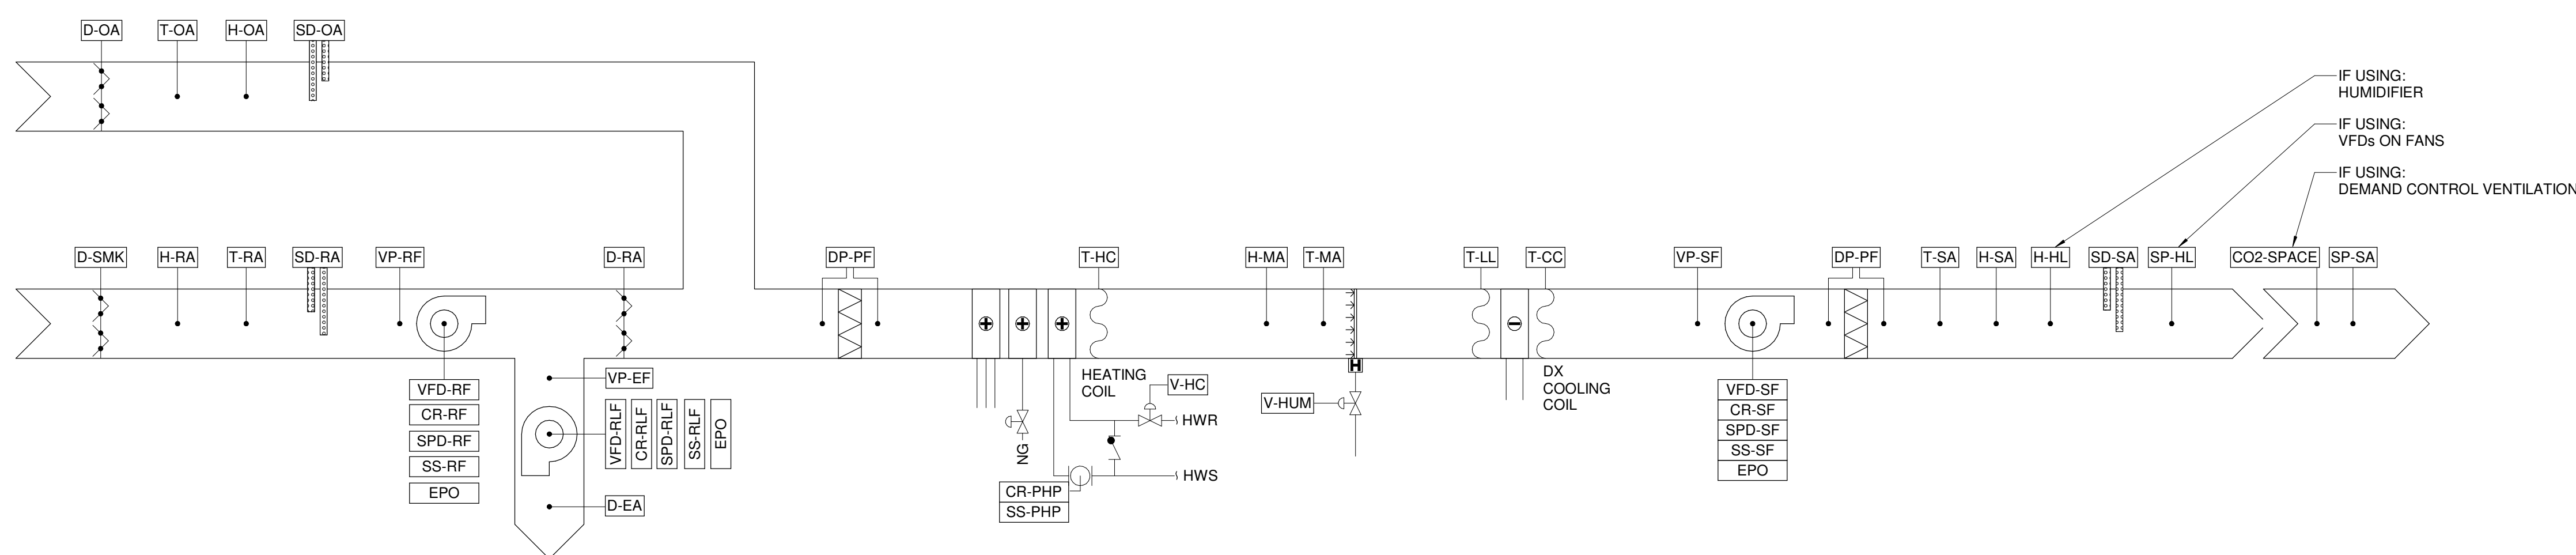 D-OA
T-OA
H-OA
SD-OA
IF USING:
HUMIDIFIER
IF USING:
VFDs ON FANS
IF USING:
DEMAND CONTROL VENTILATION
D-SMK
H-RA
T-RA
SD-RA
VP-RF
D-RA
DP-PF
T-HC
H-MA
T-MA
T-LL
T-CC
VP-SF
DP-PF
T-SA
H-SA
H-HL
SD-SA
SP-HL
CO2-SPACE
SP-SA
VFD-RF
CR-RF
SPD-RF
SS-RF
EPO
VP-EF
VFD-RLF
CR-RLF
SPD-RLF
SS-RLF
EPO
D-EA
HEATING
COIL
V-HC
HWR
NG
HWS
CR-PHP
SS-PHP
H
V-HUM
DX
COOLING
COIL
VFD-SF
CR-SF
SPD-SF
SS-SF
EPO